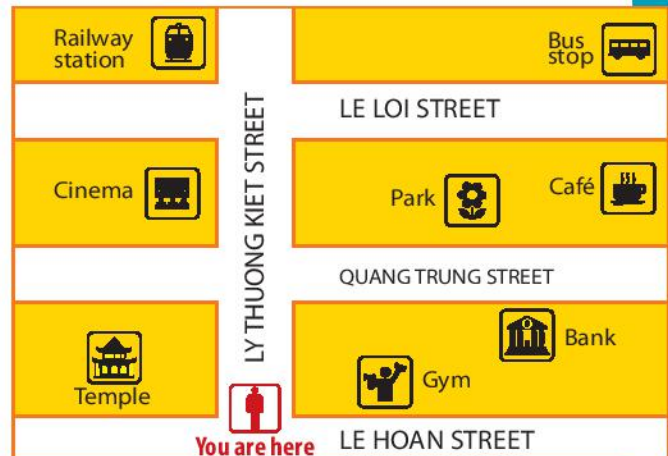 Railway
station
Bus
stop
LE LOI STREET
LY THUONG KIET STREET
Cinema
Park
Café
QUANG TRUNG STREET
Bank
Gym
Temple
You are here
LE HOAN STREET